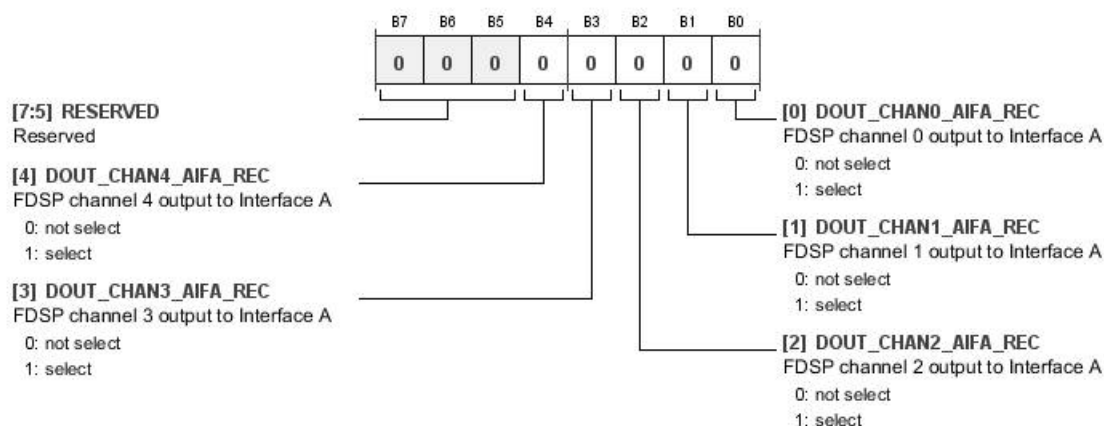 B7 B6 B5 B4 B3 B2 B1 B0
0 0 0 0 0 0 0 0
[7:5] RESERVED
Reserved
[4] DOUT_CHAN4_AIFA_REC
FDSP channel 4 output to Interface A
0: not select
1: select
[3] DOUT_CHAN3_AIFA_REC
FDSP channel 3 output to Interface A
0: not select
1: select
[0] DOUT_CHAN0_AIFA_REC
FDSP channel 0 output to Interface A
0: not select
1: select
[1] DOUT_CHAN1_AIFA_REC
FDSP channel 1 output to Interface A
0: not select
1: select
[2] DOUT_CHAN2_AIFA_REC
FDSP channel 2 output to Interface A
0: not select
1: select